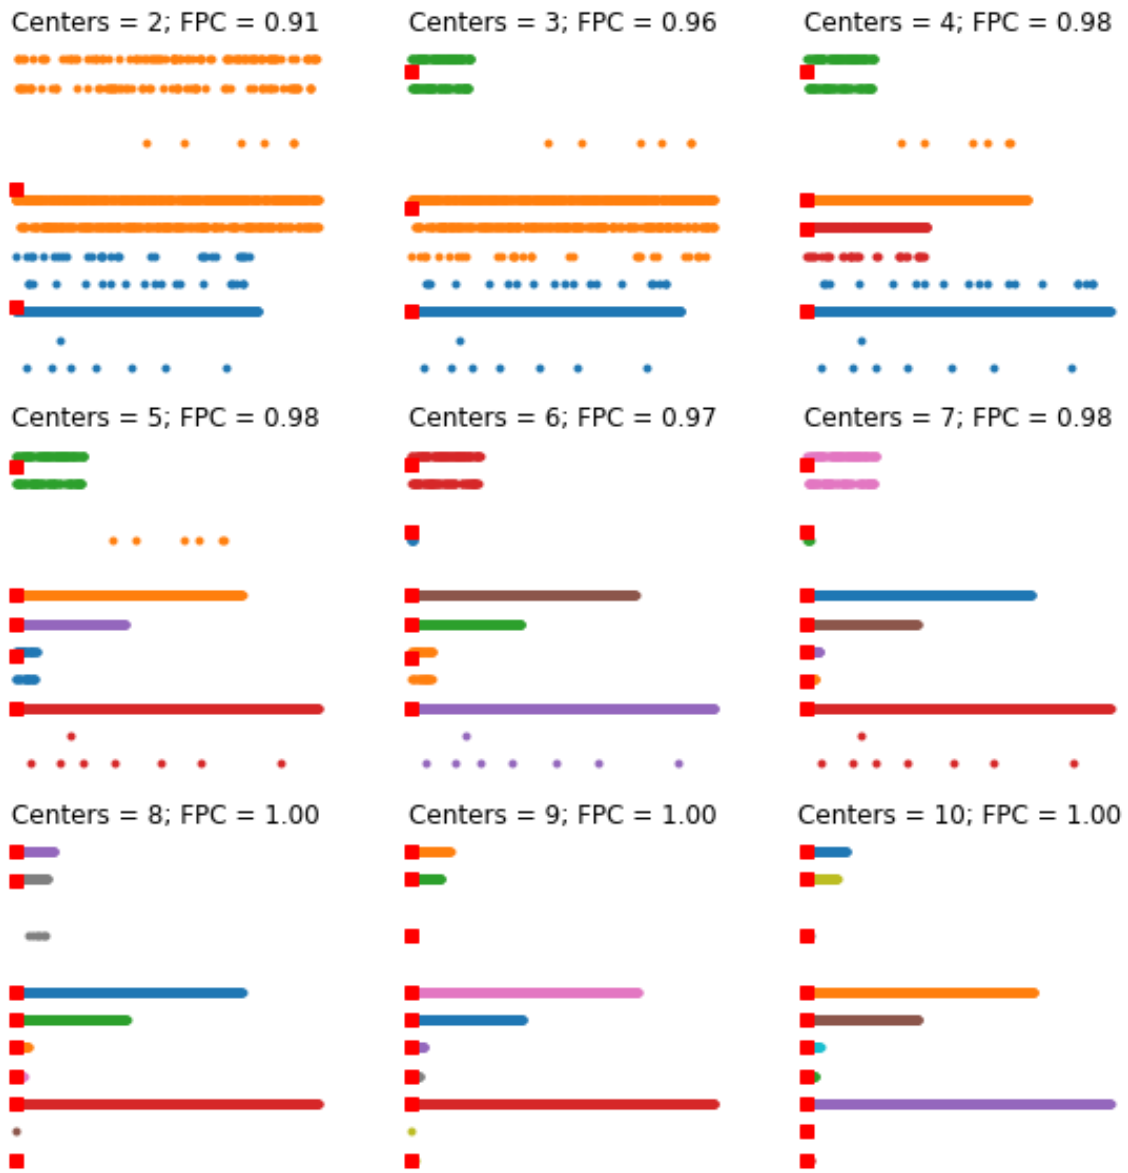 Centers = 2; FPC = 0.91
Centers = 3; FPC = 0.96
Centers = 4; FPC = 0.98
Centers = 5; FPC = 0.98
Centers = 6; FPC = 0.97
Centers = 7; FPC = 0.98
Centers = 8; FPC = 1.00
Centers = 9; FPC = 1.00
Centers = 10; FPC = 1.00